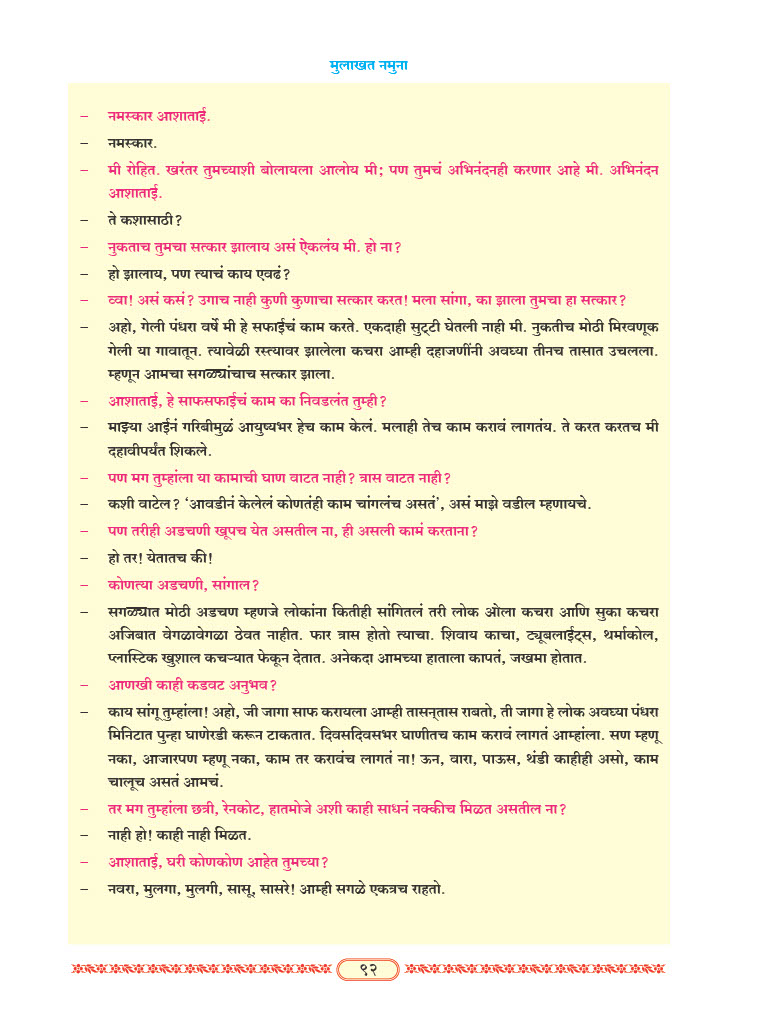 मुलाखत नमुना
– नमस्कार आशाताई.
– नमस्कार.
– मी रोहित. खरंतर तुमच्याशी बोलायला आलोय मी; पण तुमचं अभिनंदनही करणार आहे मी. अभिनंदन
आशाताई.
– ते कशासाठी?
– नुकताच तुमचा सत्कार झालाय असं ऐकलंय मी. हो ना?
– हो झालाय, पण त्याचं काय एवढं?
– व्वा! असं कसं? उगाच नाही कुणी कुणाचा सत्कार करत! मला सांगा, का झाला तुमचा हा सत्कार?
– अहो, गेली पंधरा वर्षे मी हे सफाईचं काम करते. एकदाही सुट्टी घेतली नाही मी. नुकतीच मोठी मिरवणूक
गेली या गावातून. त्यावेळी रस्त्यावर झालेला कचरा आम्ही दहाजणींनी अवघ्या तीनच तासात उचलला.
म्हणून आमचा सगळ्यांचाच सत्कार झाला.
– आशाताई, हे साफसफाईचं काम का निवडलंत तुम्ही?
– माझ्या आईनं गरिबीमुळं आयुष्यभर हेच काम केलं. मलाही तेच काम करावं लागतंय. ते करत करतच मी
दहावीपर्यंत शिकले.
– पण मग तुम्हांला या कामाची घाण वाटत नाही? त्रास वाटत नाही?
– कशी वाटेल? ‘आवडीनं केलेलं कोणतंही काम चांगलंच असतं’, असं माझे वडील म्हणायचे.
– पण तरीही अडचणी खूपच येत असतील ना, ही असली कामं करताना?
– हो तर! येतातच की!
– कोणत्या अडचणी, सांगाल?
– सगळ्यात मोठी अडचण म्हणजे लोकांना कितीही सांगितलं तरी लोक ओला कचरा आणि सुका कचरा
अजिबात वेगळावेगळा ठेवत नाहीत. फार त्रास होतो त्याचा. शिवाय काचा, ट्यूबलाईट्स, थर्माकोल,
प्लास्टिक खुशाल कचऱ्यात फेकून देतात. अनेकदा आमच्या हाताला कापतं, जखमा होतात.
– आणखी काही कडवट अनुभव?
– काय सांगू तुम्हांला! अहो, जी जागा साफ करायला आम्ही तासन्‌तास राबतो, ती जागा हे लोक अवघ्या पंधरा
मिनिटात पुन्हा घाणेरडी करून टाकतात. दिवसदिवसभर घाणीतच काम करावं लागतं आम्हांला. सण म्हणू
नका, आजारपण म्हणू नका, काम तर करावंच लागतं ना! ऊन, वारा, पाऊस, थंडी काहीही असो, काम
चालूच असतं आमचं.
– तर मग तुम्हांला छत्री, रेनकोट, हातमोजे अशी काही साधनं नक्कीच मिळत असतील ना?
– नाही हो! काही नाही मिळत.
– आशाताई, घरी कोणकोण आहेत तुमच्या?
– नवरा, मुलगा, मुलगी, सासू, सासरे! आम्ही सगळे एकत्रच राहतो.
९२